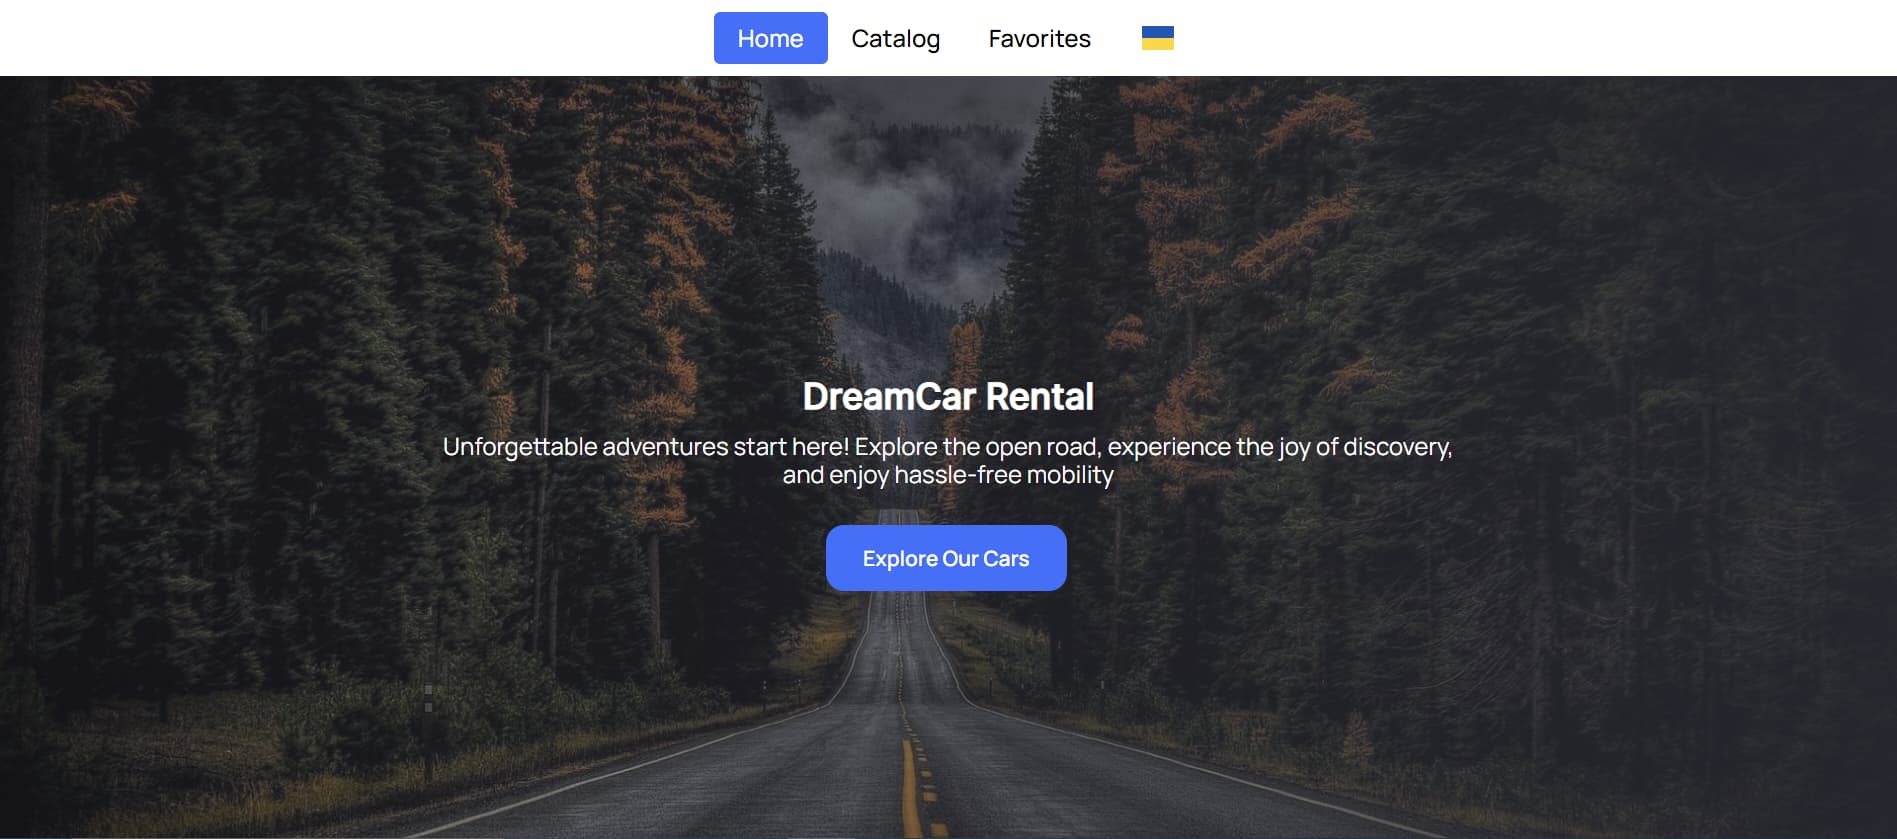 Home Catalog Favorites
DreamCar Rental
Unforgettable adventures start here! Explore the open road, experience the joy of discovery,
and enjoy hassle-free mobility
Explore Our Cars